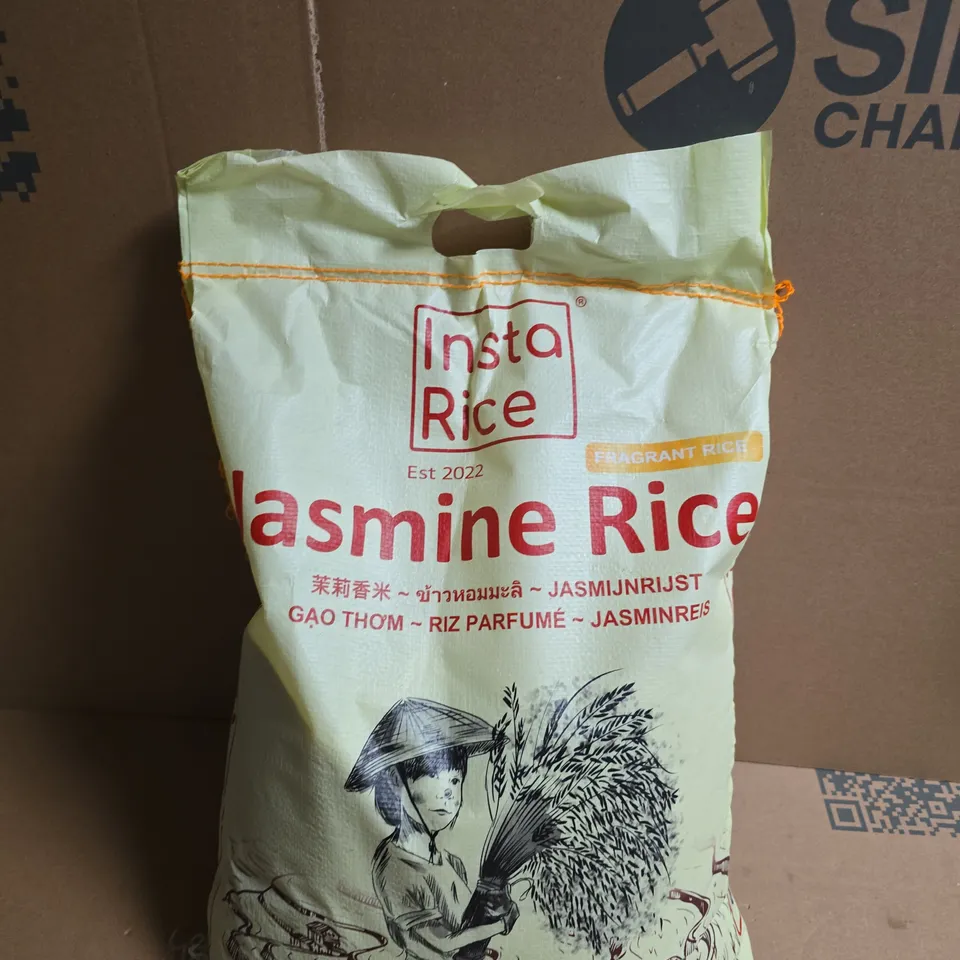 CHA
Insta
Rice
®
Est 2022
FRAGRANT RICE
Jasmine Rice
茉莉香米 ~ ข้าวหอมมะลิ ~ JASMIJNRIJST
GẠO THƠM ~ RIZ PARFUMÉ ~ JASMINREIS